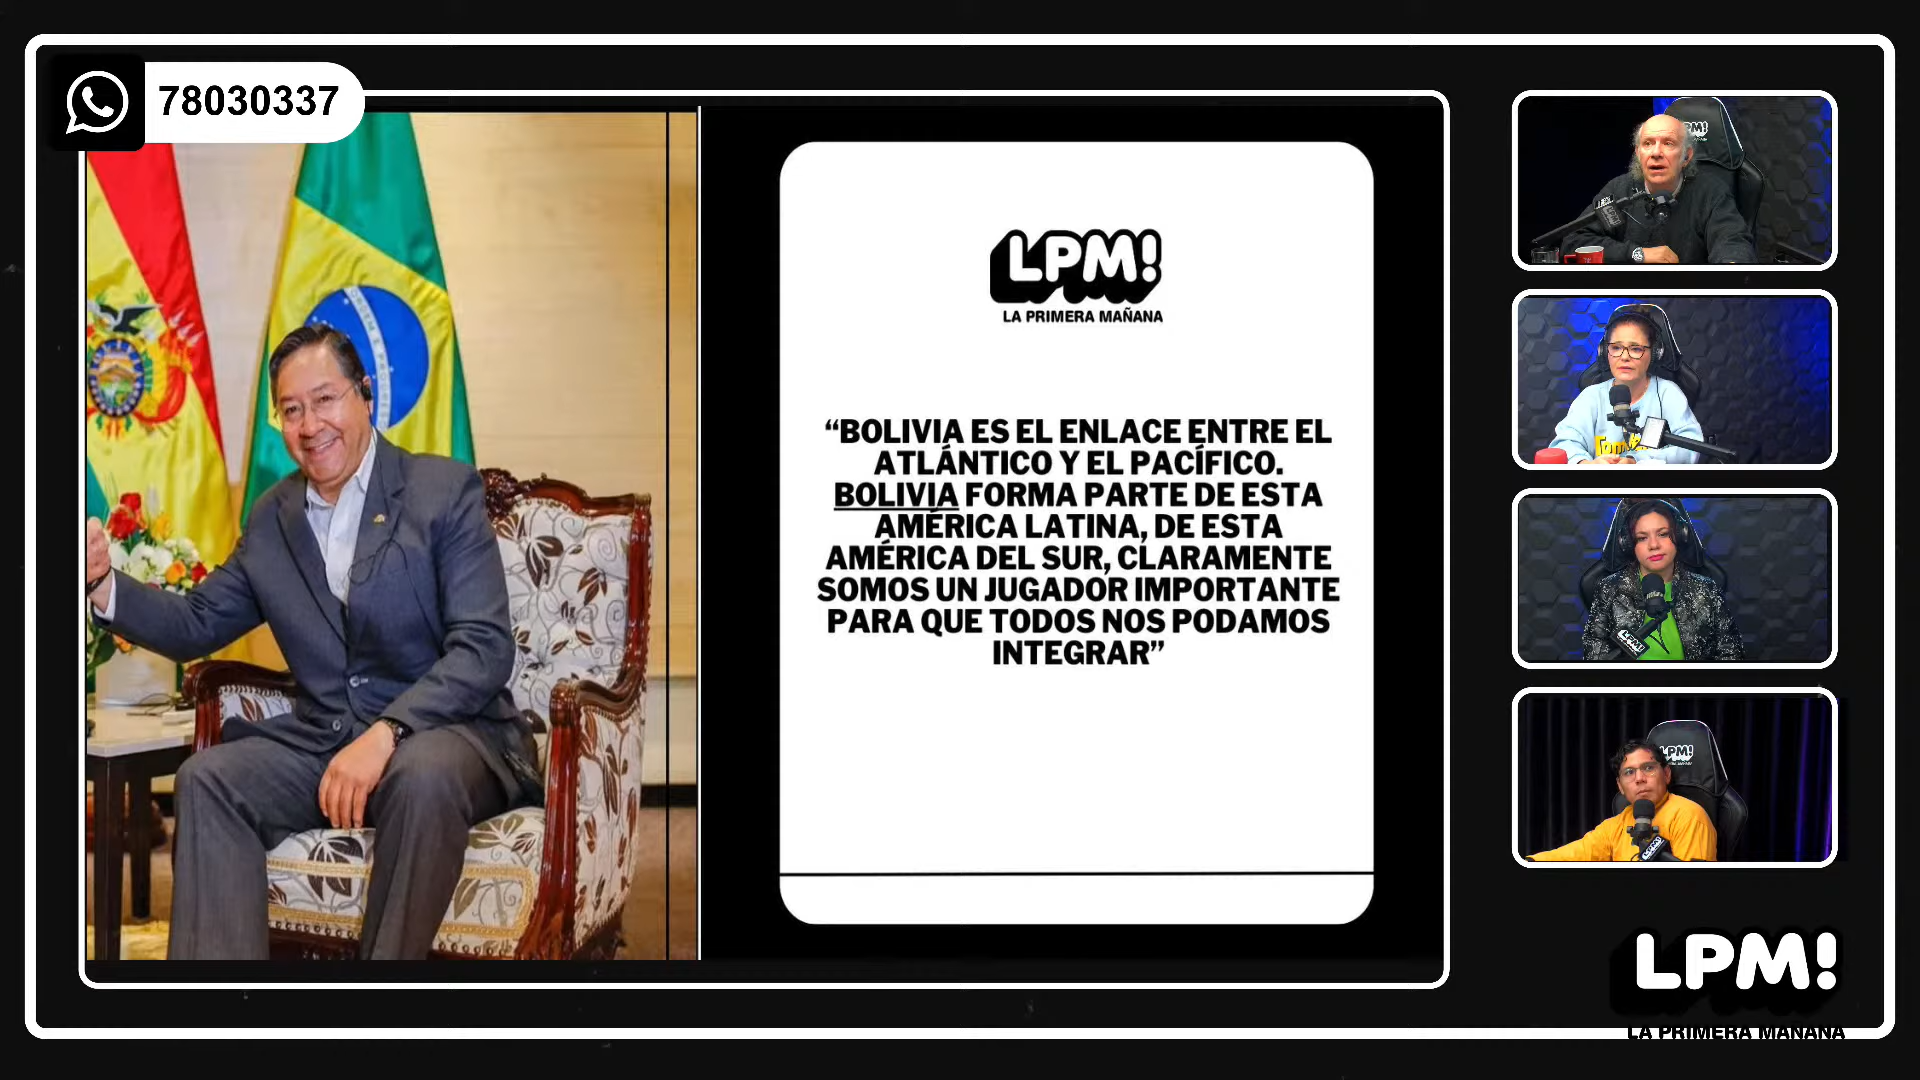 78030337
LPM!
LA PRIMERA MAÑANA
“BOLIVIA ES EL ENLACE ENTRE EL
ATLÁNTICO Y EL PACÍFICO.
BOLIVIA FORMA PARTE DE ESTA
AMÉRICA LATINA, DE ESTA
AMÉRICA DEL SUR, CLARAMENTE
SOMOS UN JUGADOR IMPORTANTE
PARA QUE TODOS NOS PODAMOS
INTEGRAR”
LPM!
LPM!
LPM!
LA PRIMERA MAÑANA